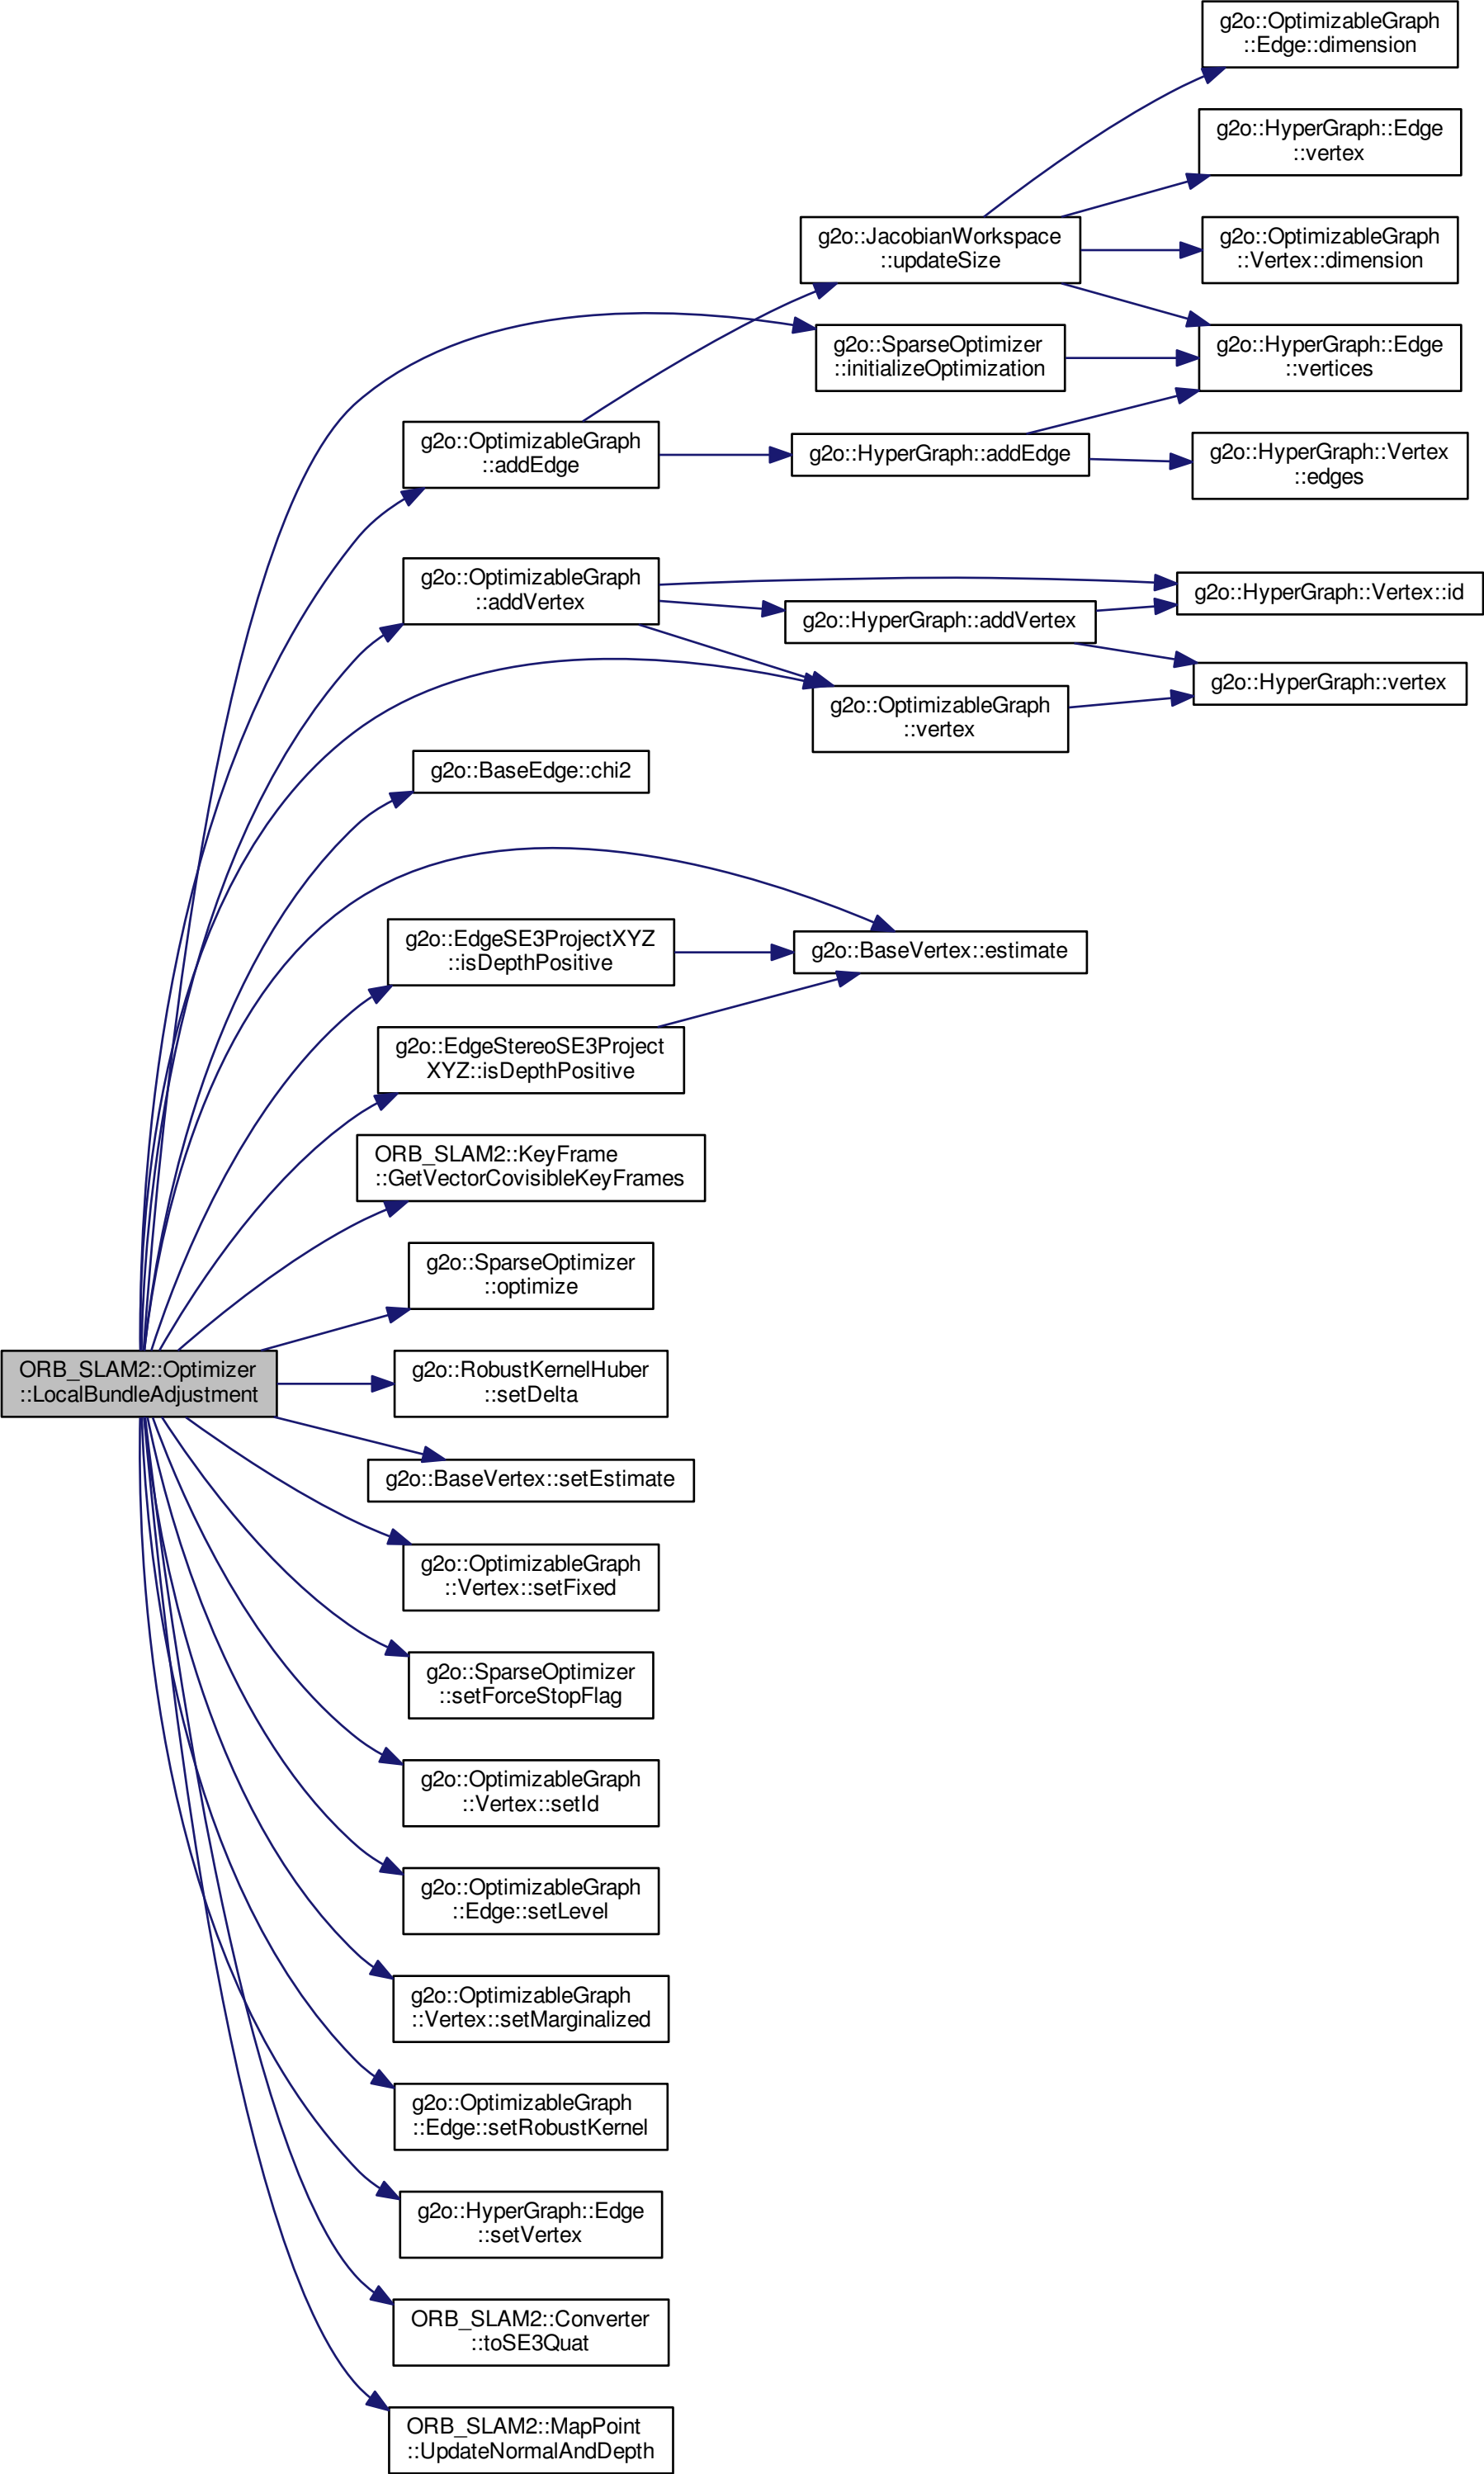 g2o::OptimizableGraph
::Edge::dimension
g2o::HyperGraph::Edge
::vertex
g2o::JacobianWorkspace
::updateSize
g2o::OptimizableGraph
::Vertex::dimension
g2o::SparseOptimizer
::initializeOptimization
g2o::HyperGraph::Edge
::vertices
g2o::OptimizableGraph
::addEdge
g2o::HyperGraph::addEdge
g2o::HyperGraph::Vertex
::edges
g2o::OptimizableGraph
::addVertex
g2o::HyperGraph::addVertex
g2o::HyperGraph::Vertex::id
g2o::OptimizableGraph
::vertex
g2o::HyperGraph::vertex
g2o::BaseEdge::chi2
g2o::EdgeSE3ProjectXYZ
::isDepthPositive
g2o::BaseVertex::estimate
g2o::EdgeStereoSE3Project
XYZ::isDepthPositive
ORB_SLAM2::KeyFrame
::GetVectorCovisibleKeyFrames
g2o::SparseOptimizer
::optimize
ORB_SLAM2::Optimizer
::LocalBundleAdjustment
g2o::RobustKernelHuber
::setDelta
g2o::BaseVertex::setEstimate
g2o::OptimizableGraph
::Vertex::setFixed
g2o::SparseOptimizer
::setForceStopFlag
g2o::OptimizableGraph
::Vertex::setId
g2o::OptimizableGraph
::Edge::setLevel
g2o::OptimizableGraph
::Vertex::setMarginalized
g2o::OptimizableGraph
::Edge::setRobustKernel
g2o::HyperGraph::Edge
::setVertex
ORB_SLAM2::Converter
::toSE3Quat
ORB_SLAM2::MapPoint
::UpdateNormalAndDepth